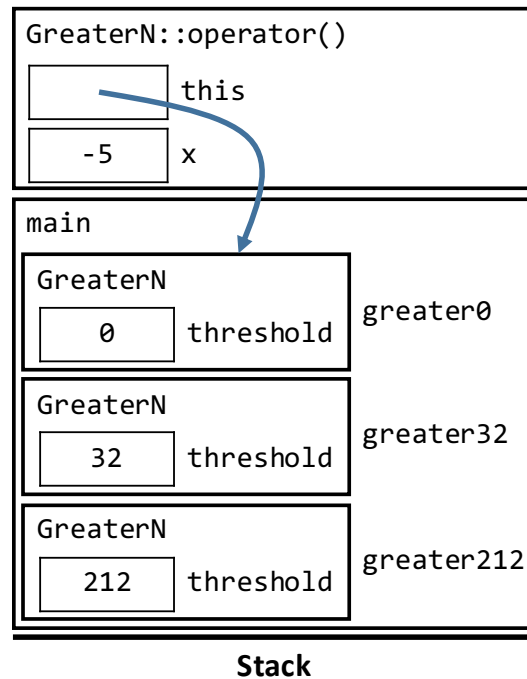 GreaterN::operator()
this
-5 x
main
GreaterN
greater0
0 threshold
GreaterN
greater32
32 threshold
GreaterN
greater212
212 threshold
Stack